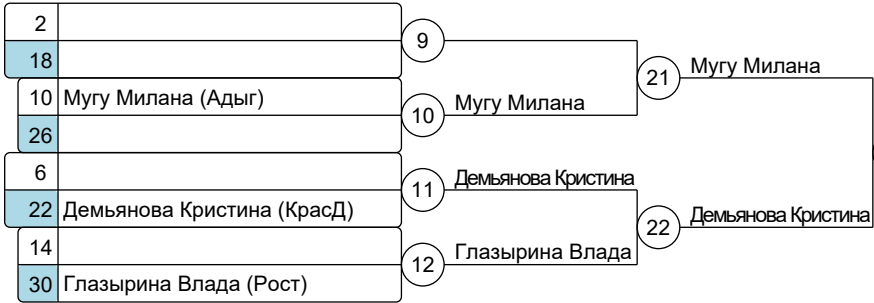 2
18
9
10 Мугу Милана (Адыг)
26
10
Мугу Милана
21
Мугу Милана
6
22 Демьянова Кристина (КрасД)
11
Демьянова Кристина
14
30 Глазырина Влада (Рост)
12
Глазырина Влада
22
Демьянова Кристина